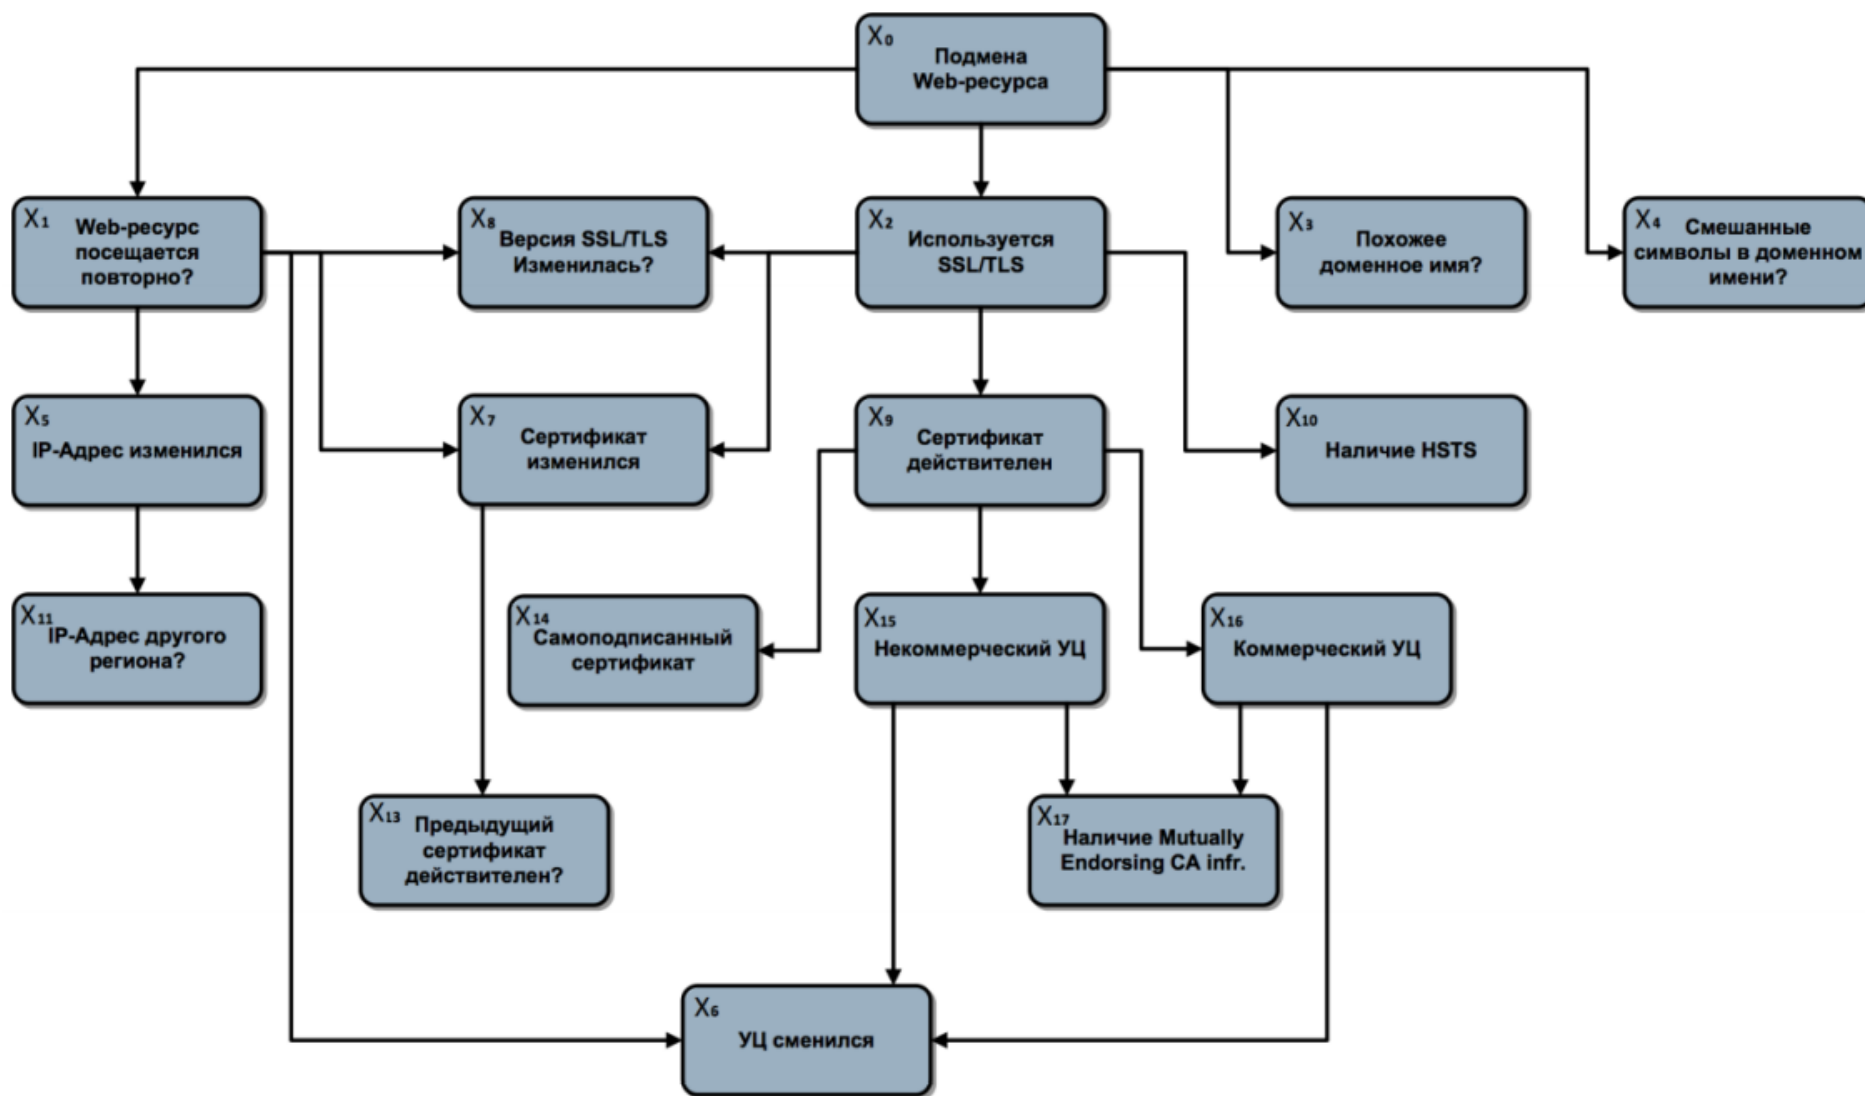 X0
Подмена
Web-ресурса
X1
Web-ресурс
посещается
повторно?
X8
Версия SSL/TLS
Изменилась?
X2
Используется
SSL/TLS
X3
Похожее
доменное имя?
X4
Смешанные
символы в доменном
имени?
X5
IP-Адрес изменился
X7
Сертификат
изменился
X9
Сертификат
действителен
X10
Наличие HSTS
X11
IP-Адрес другого
региона?
X14
Самоподписанный
сертификат
X15
Некоммерческий УЦ
X16
Коммерческий УЦ
X13
Предыдущий
сертификат
действителен?
X17
Наличие Mutually
Endorsing CA infr.
X6
УЦ сменился